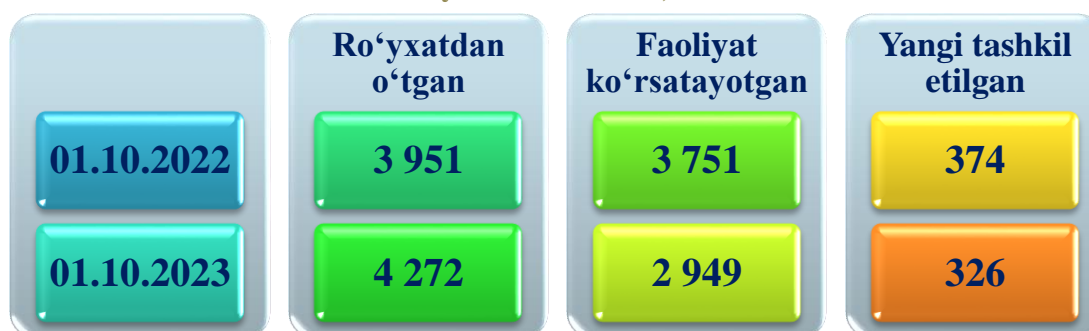 Ro‘yxatdan o‘tgan
Faoliyat ko‘rsatayotgan
Yangi tashkil etilgan
01.10.2022 3 951 3 751 374
01.10.2023 4 272 2 949 326